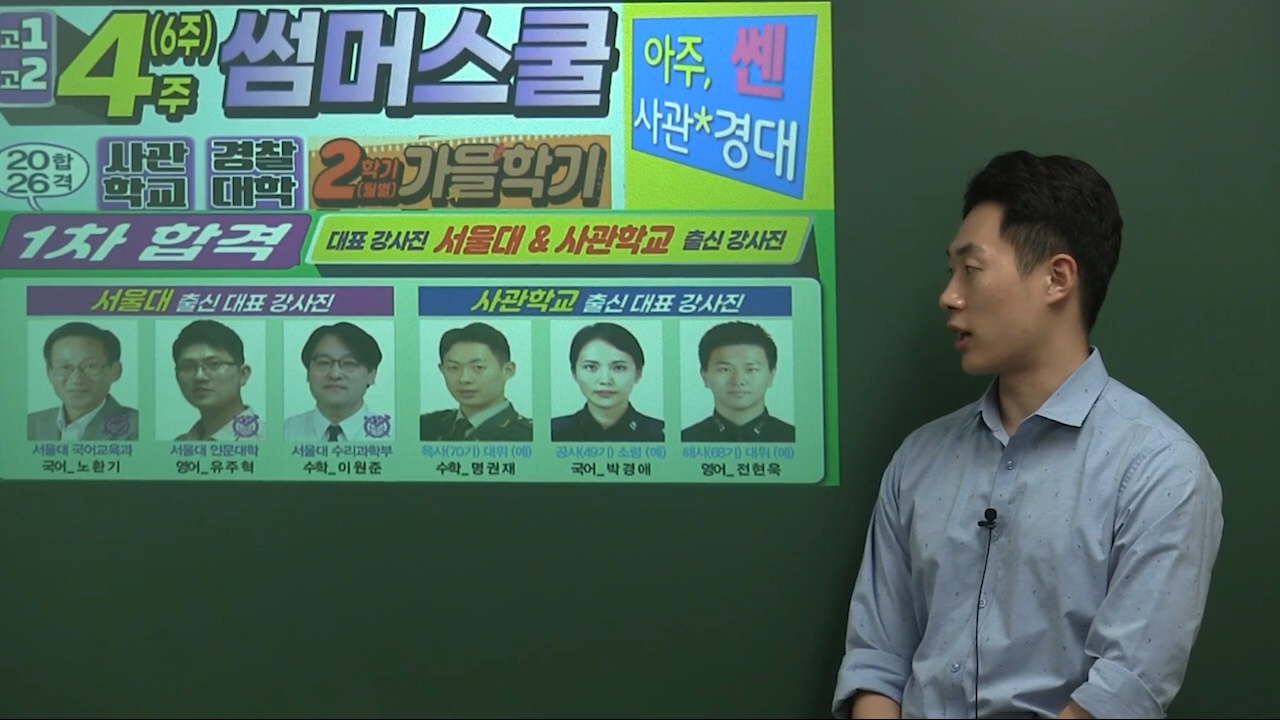 고1
고2
4주
(6주)
썸머스쿨
아주, 쎈
사관*경대
20
26
합격
사관
학교
경찰
대학
2학기
(월별)
가을학기
1차 합격
대표 강사진 서울대 & 사관학교 출신 강사진
서울대 출신 대표 강사진
사관학교 출신 대표 강사진
서울대 국어교육과
국어_노환기
서울대 인문대학
영어_유주혁
서울대 수리과학부
수학_이원준
육사(70기) 대위 (예)
수학_명권재
공사(49기) 소령 (예)
국어_박경애
해사(68기) 대위 (예)
영어_전현욱